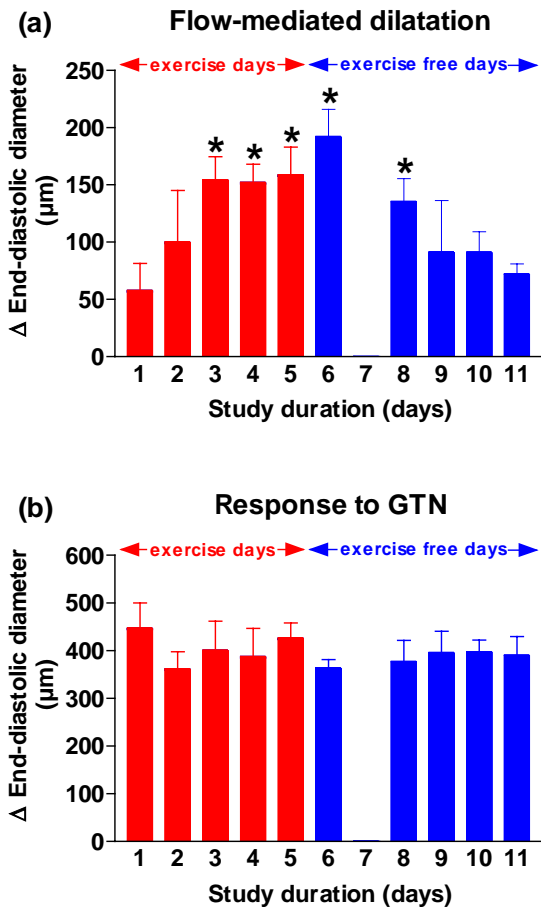 (a)
Flow-mediated dilatation
exercise days
exercise free days
Δ End-diastolic diameter
(µm)
250
200
150
100
50
0
* * * * *
1 2 3 4 5 6 7 8 9 10 11
Study duration (days)
(b)
Response to GTN
exercise days
exercise free days
Δ End-diastolic diameter
(µm)
600
500
400
300
200
100
0
1 2 3 4 5 6 7 8 9 10 11
Study duration (days)